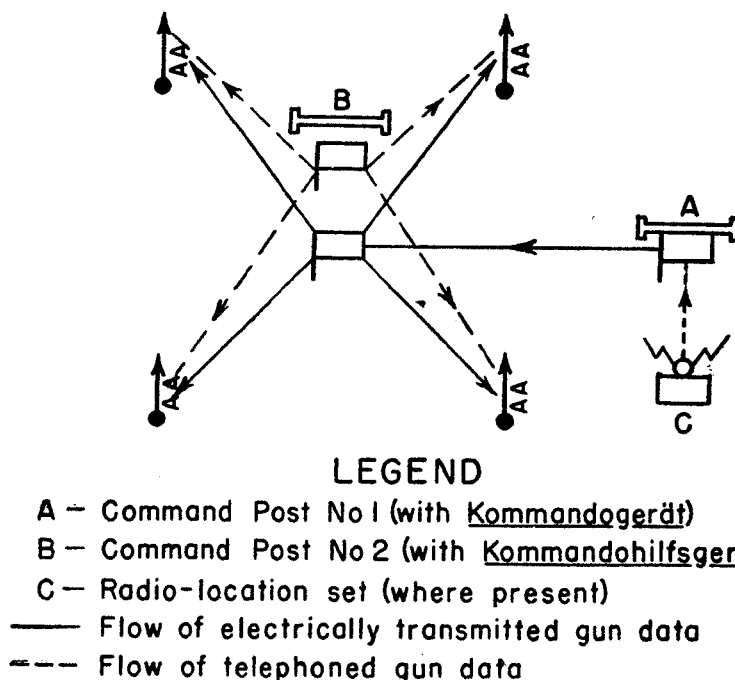 AA AA
B
A
AA AA
C
LEGEND
A – Command Post No 1 (with Kommandogerät)
B – Command Post No 2 (with Kommandohilfsger
C – Radio-location set (where present)
Flow of electrically transmitted gun data
Flow of telephoned gun data